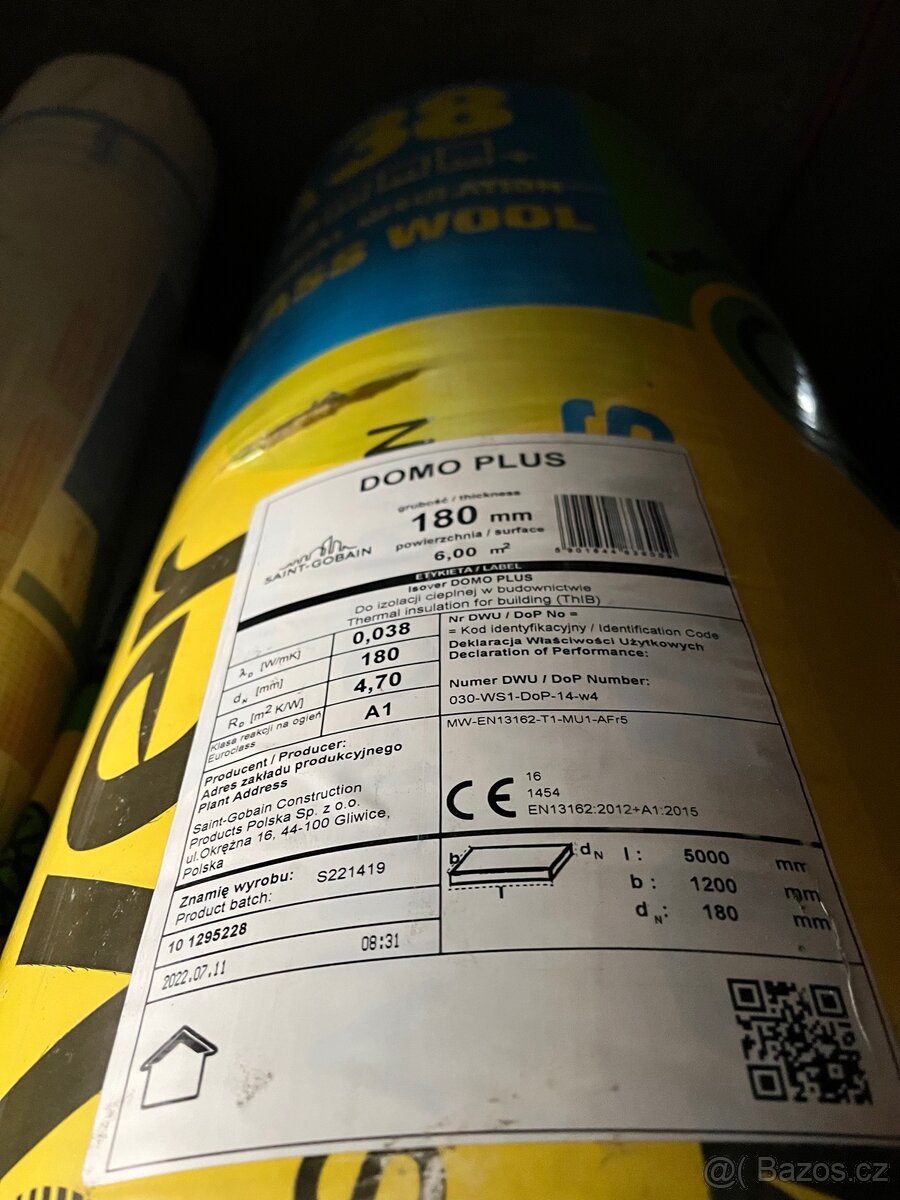 38
GLASS WOOL
DOMO PLUS
grubość / thickness
180 mm
powierzchnia / surface
6,00 m²
SAINT-GOBAIN
ETYKIETA / LABEL
Isover DOMO PLUS
Do izolacji cieplnej w budownictwie
Thermal insulation for building (ThIB)
λD [W/mK] 0,038
dN [mm] 180
RD [m2 K/W] 4,70
Klasa reakcji na ogień
Euroclass A1
Nr DWU / DoP No =
= Kod identyfikacyjny / Identification Code
Deklaracja Właściwości Użytkowych
Declaration of Performance:
Numer DWU / DoP Number:
030-WS1-DoP-14-w4
MW-EN13162-T1-MU1-AFr5
Producent / Producer:
Adres zakładu produkcyjnego
Plant Address
Saint-Gobain Construction
Products Polska Sp. z o.o.
ul.Okrężna 16, 44-100 Gliwice,
Polska
CE
16
1454
EN13162:2012+A1:2015
Znamię wyrobu: S221419
Product batch:
10 1295228
2022.07.11 08:31
b dN
l
l : 5000 mm
b : 1200 mm
dN: 180 mm
@( Bazos.cz